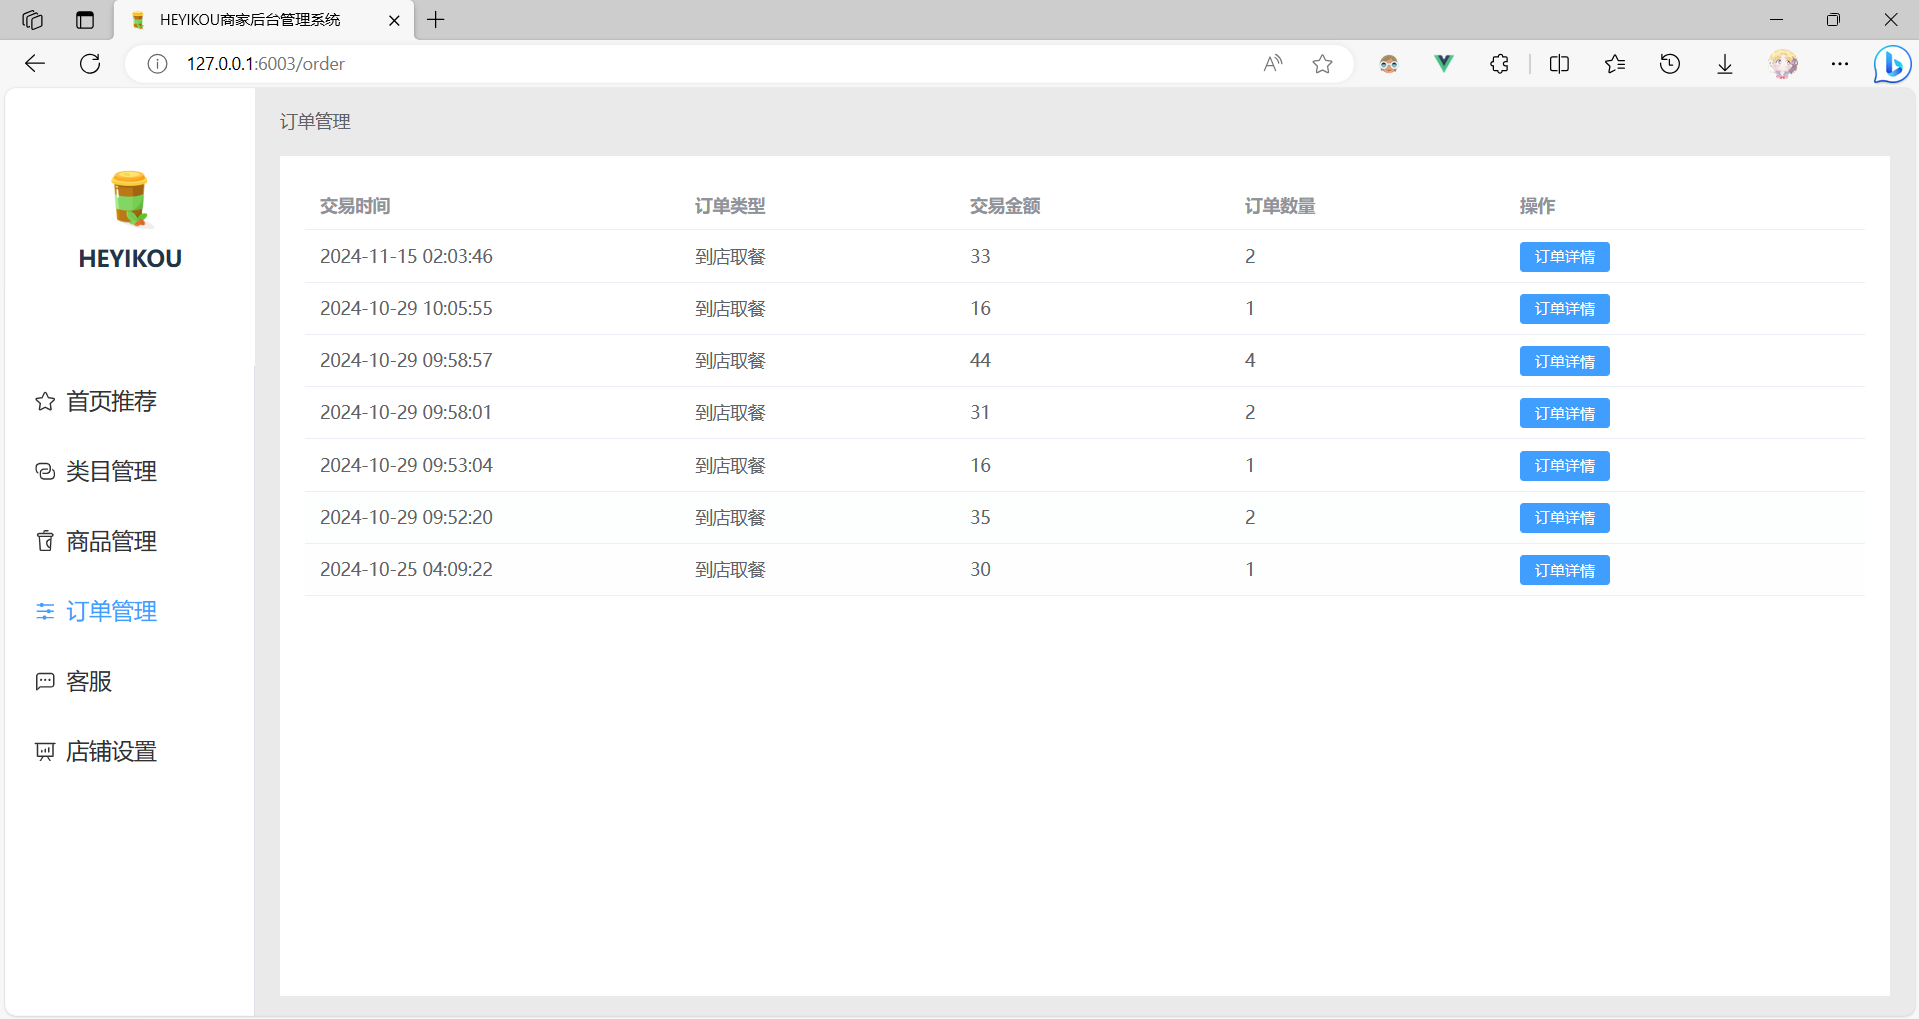 HEYIKOU商家后台管理系统
127.0.0.1:6003/order
HEYIKOU
首页推荐
类目管理
商品管理
订单管理
客服
店铺设置
订单管理
交易时间 订单类型 交易金额 订单数量 操作
2024-11-15 02:03:46 到店取餐 33 2 订单详情
2024-10-29 10:05:55 到店取餐 16 1 订单详情
2024-10-29 09:58:57 到店取餐 44 4 订单详情
2024-10-29 09:58:01 到店取餐 31 2 订单详情
2024-10-29 09:53:04 到店取餐 16 1 订单详情
2024-10-29 09:52:20 到店取餐 35 2 订单详情
2024-10-25 04:09:22 到店取餐 30 1 订单详情